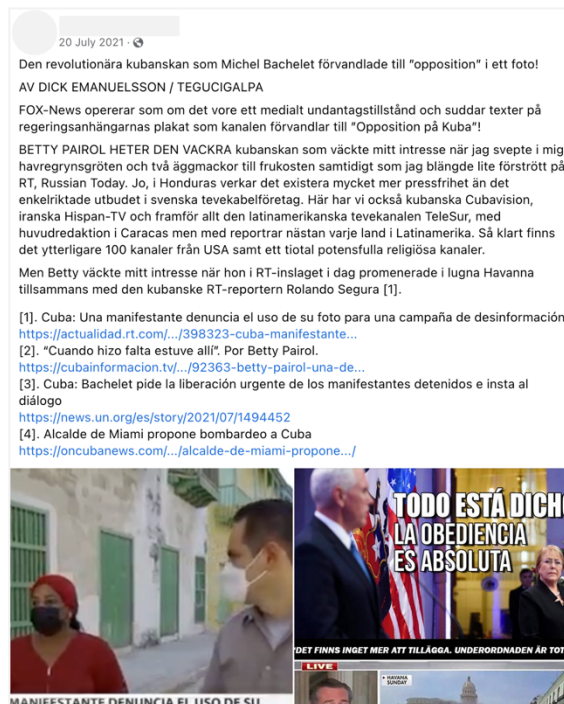 20 July 2021 ·
Den revolutionära kubanskan som Michel Bachelet förvandlade till ”opposition” i ett foto!
AV DICK EMANUELSSON / TEGUCIGALPA
FOX-News opererar som om det vore ett medialt undantagstillstånd och suddar texter på
regeringsanhängarnas plakat som kanalen förvandlar till ”Opposition på Kuba”!
BETTY PAIROL HETER DEN VACKRA kubanskan som väckte mitt intresse när jag svepte i mig
havregrynsgröten och två äggmackor till frukosten samtidigt som jag blängde lite förstrött på
RT, Russian Today. Jo, i Honduras verkar det existera mycket mer pressfrihet än det
enkelriktade utbudet i svenska tevekabelföretag. Här har vi också kubanska Cubavision,
iranska Hispan-TV och framför allt den latinamerikanska tevekanalen TeleSur, med
huvudredaktion i Caracas men med reportrar nästan varje land i Latinamerika. Så klart finns
det ytterligare 100 kanaler från USA samt ett tiotal potensfulla religiösa kanaler.
Men Betty väckte mitt intresse när hon i RT-inslaget i dag promenerade i lugna Havanna
tillsammans med den kubanske RT-reportern Rolando Segura [1].
[1]. Cuba: Una manifestante denuncia el uso de su foto para una campaña de desinformación
https://actualidad.rt.com/.../398323-cuba-manifestante...
[2]. “Cuando hizo falta estuve allí”. Por Betty Pairol.
https://cubainformacion.tv/.../92363-betty-pairol-una-de...
[3]. Cuba: Bachelet pide la liberación urgente de los manifestantes detenidos e insta al
diálogo
https://news.un.org/es/story/2021/07/1494452
[4]. Alcalde de Miami propone bombardeo a Cuba
https://oncubanews.com/.../alcalde-de-miami-propone.../
TODO ESTÁ DICHO
LA OBEDIENCIA
ES ABSOLUTA
DET FINNS INGET MER ATT TILLÄGGA. UNDERORDNADEN ÄR TOT
LIVE
HAVANA
SUNDAY
MANIFESTANTE DENUNCIA EL USO DE SU